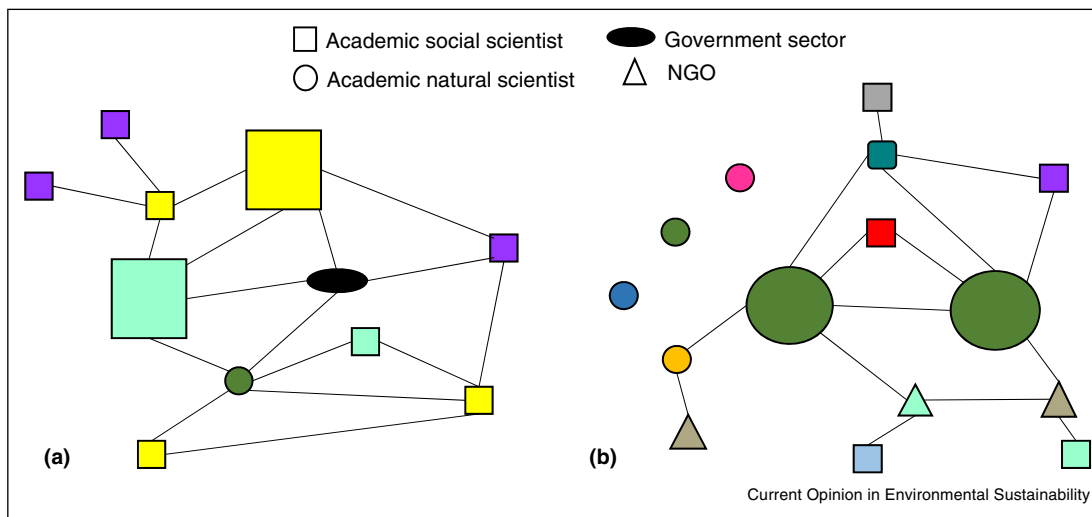 Academic social scientist
Government sector
Academic natural scientist
NGO
(a)
(b)
Current Opinion in Environmental Sustainability